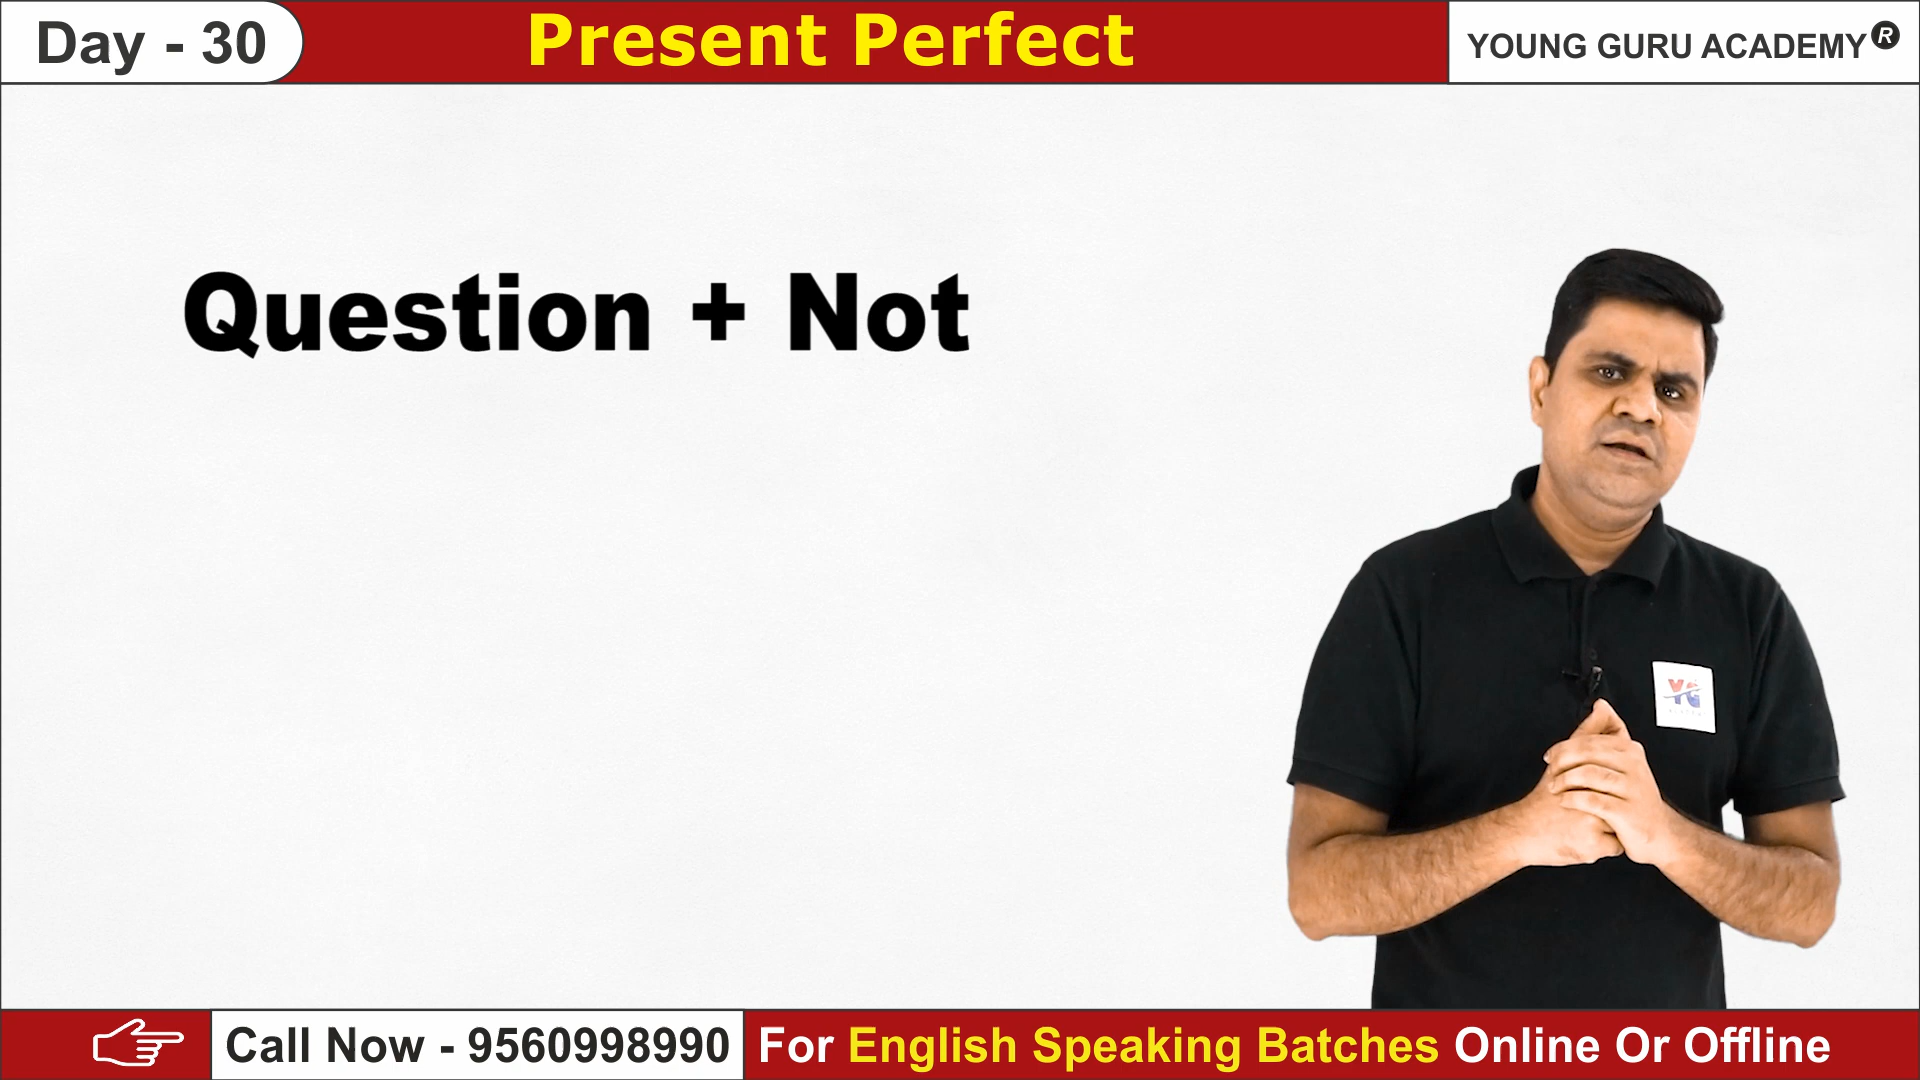 Day - 30
Present Perfect
YOUNG GURU ACADEMY®
Question + Not
YG
Call Now - 9560998990
For English Speaking Batches Online Or Offline